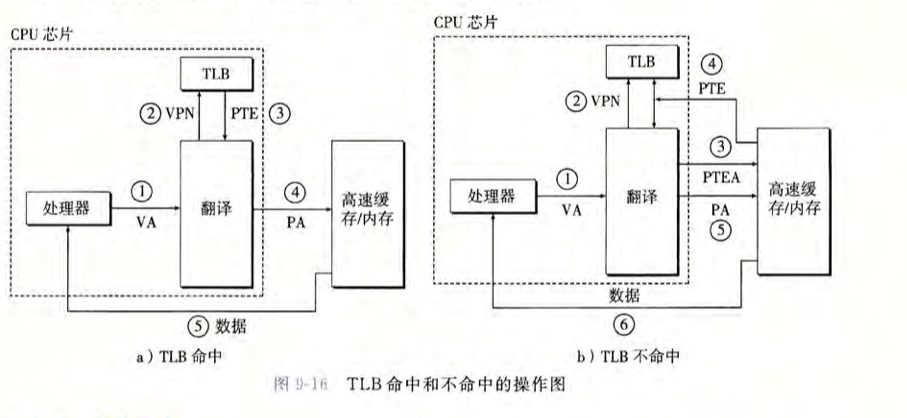 CPU 芯片
TLB
② VPN
PTE ③
处理器
①
VA
翻译
④
PA
高速缓
存/内存
⑤ 数据
a）TLB 命中
CPU 芯片
TLB
④
PTE
② VPN
处理器
①
VA
翻译
③
PTEA
PA
⑤
高速缓
存/内存
数据
⑥
b）TLB 不命中
图 9-16 TLB 命中和不命中的操作图